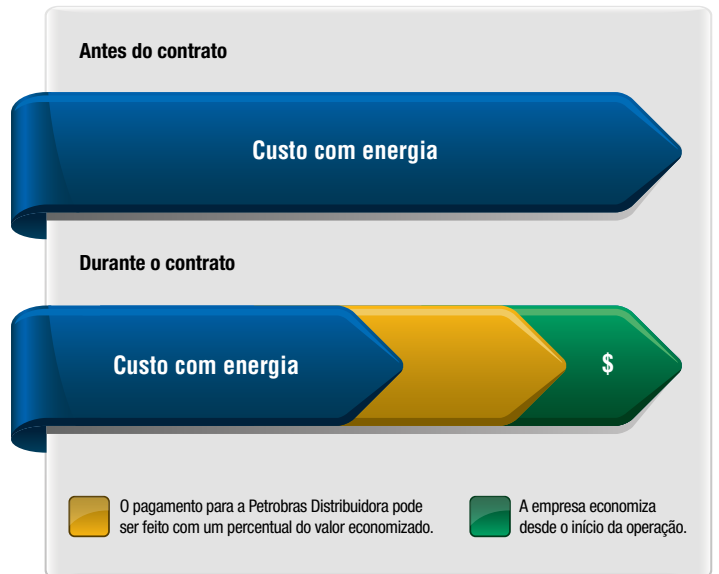 Antes do contrato
Custo com energia
Durante o contrato
Custo com energia
$
O pagamento para a Petrobras Distribuidora pode
ser feito com um percentual do valor economizado.
A empresa economiza
desde o início da operação.